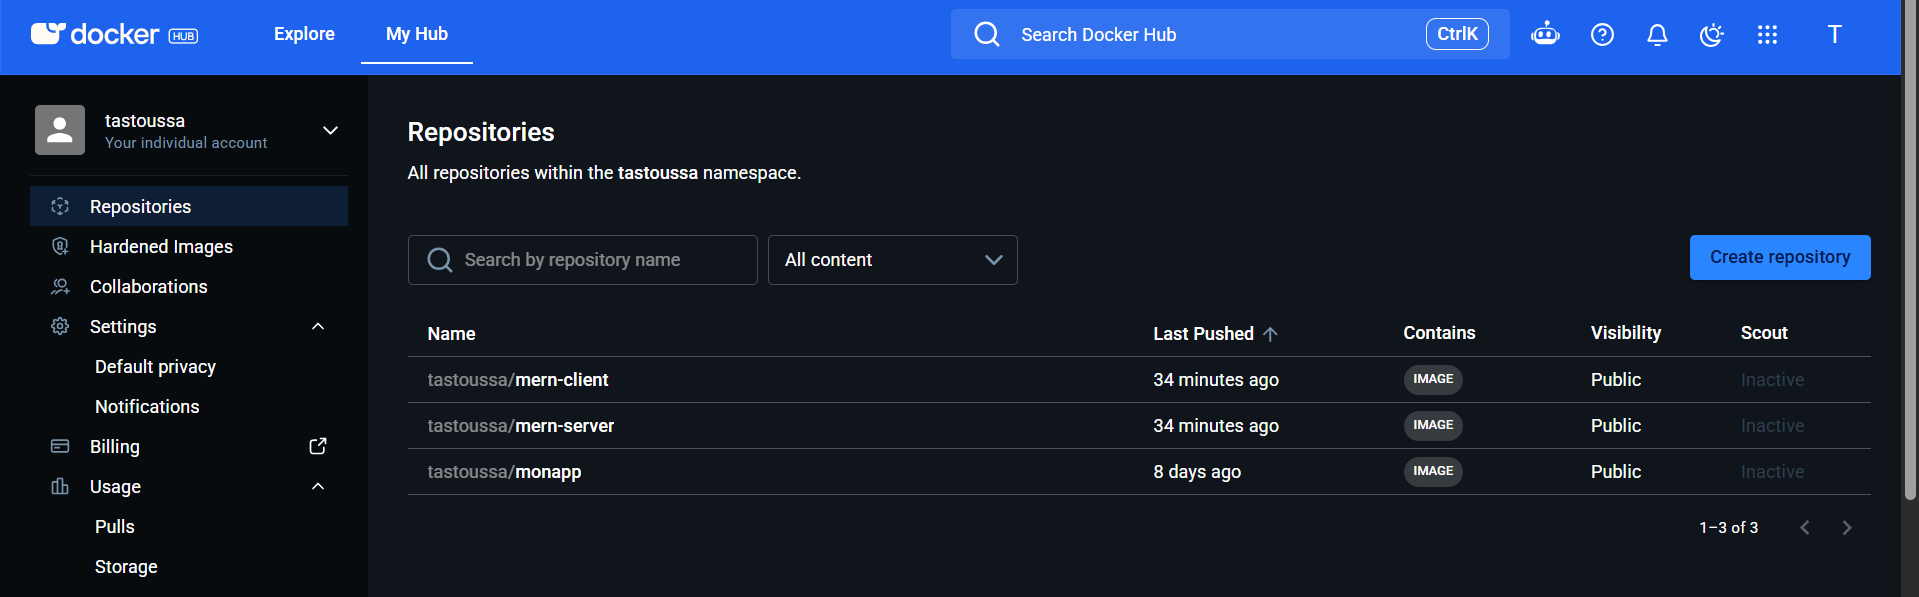 docker HUB
Explore
My Hub
Search Docker Hub
CtrlK
T
tastoussa
Your individual account
Repositories
Hardened Images
Collaborations
Settings
Default privacy
Notifications
Billing
Usage
Pulls
Storage
Repositories
All repositories within the tastoussa namespace.
Search by repository name
All content
Create repository
Name Last Pushed Contains Visibility Scout
tastoussa/mern-client 34 minutes ago IMAGE Public Inactive
tastoussa/mern-server 34 minutes ago IMAGE Public Inactive
tastoussa/monapp 8 days ago IMAGE Public Inactive
1–3 of 3